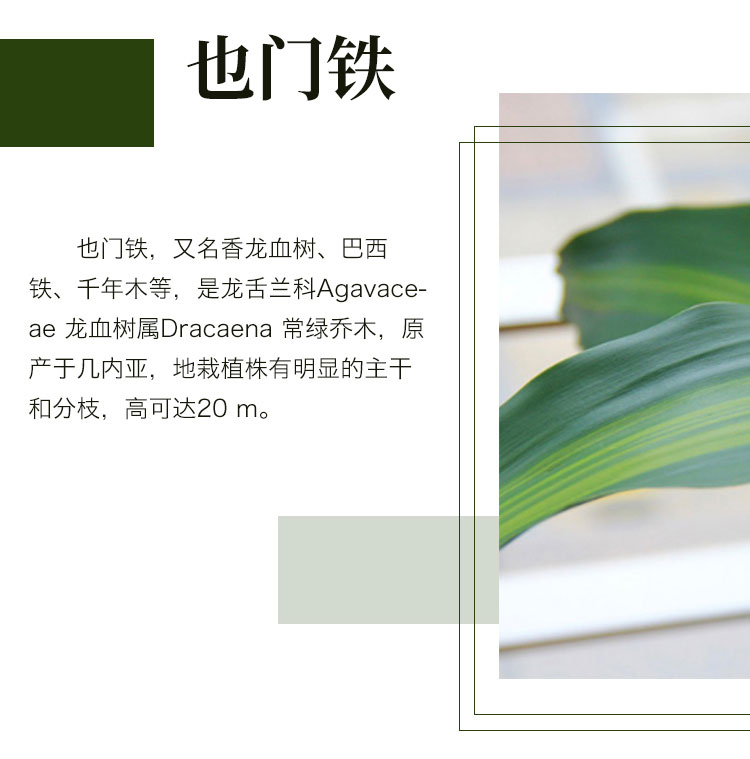 也门铁
也门铁，又名香龙血树、巴西
铁、千年木等，是龙舌兰科Agavace-
ae 龙血树属Dracaena 常绿乔木，原
产于几内亚，地栽植株有明显的主干
和分枝，高可达20 m。